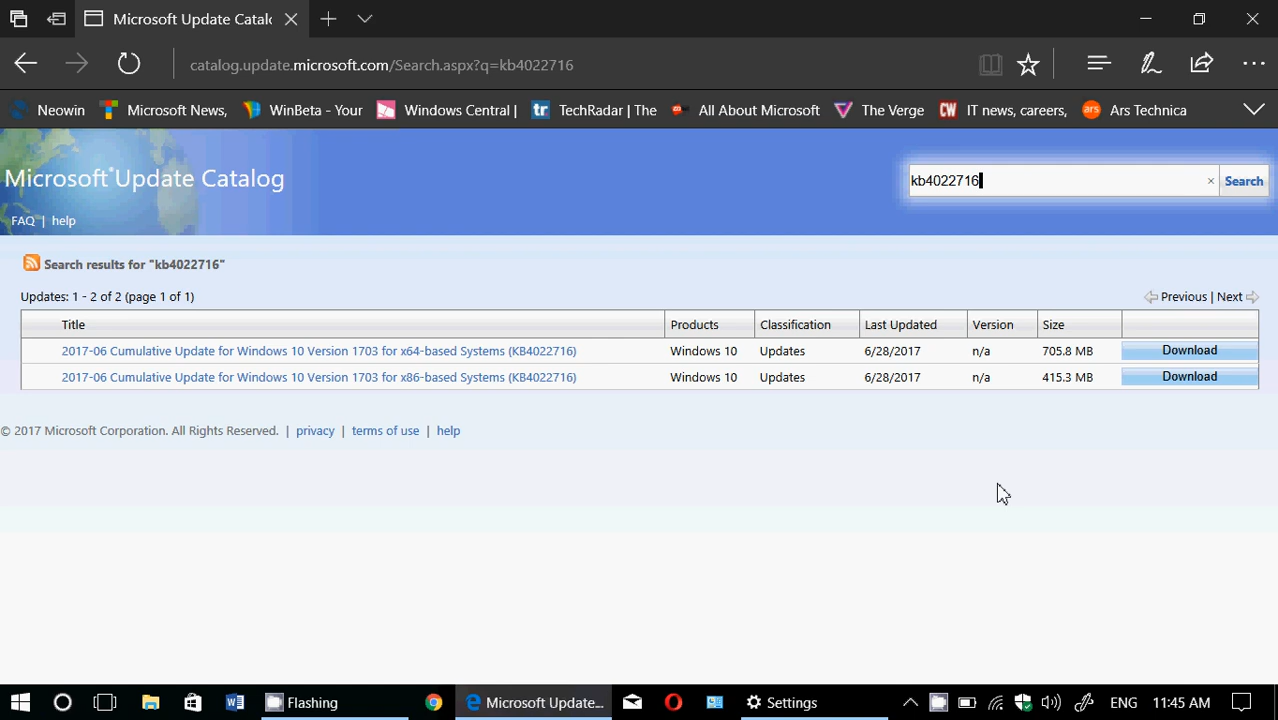 Microsoft Update Catalo
catalog.update.microsoft.com/Search.aspx?q=kb4022716
Neowin Microsoft News, WinBeta - Your Windows Central | tr TechRadar | The All About Microsoft The Verge CW IT news, careers, ars Ars Technica
Microsoft® Update Catalog
kb4022716 × Search
FAQ | help
Search results for "kb4022716"
Updates: 1 - 2 of 2 (page 1 of 1)
Previous | Next
Title Products Classification Last Updated Version Size
2017-06 Cumulative Update for Windows 10 Version 1703 for x64-based Systems (KB4022716) Windows 10 Updates 6/28/2017 n/a 705.8 MB Download
2017-06 Cumulative Update for Windows 10 Version 1703 for x86-based Systems (KB4022716) Windows 10 Updates 6/28/2017 n/a 415.3 MB Download
© 2017 Microsoft Corporation. All Rights Reserved. | privacy | terms of use | help
Flashing Microsoft Update... Settings ENG 11:45 AM